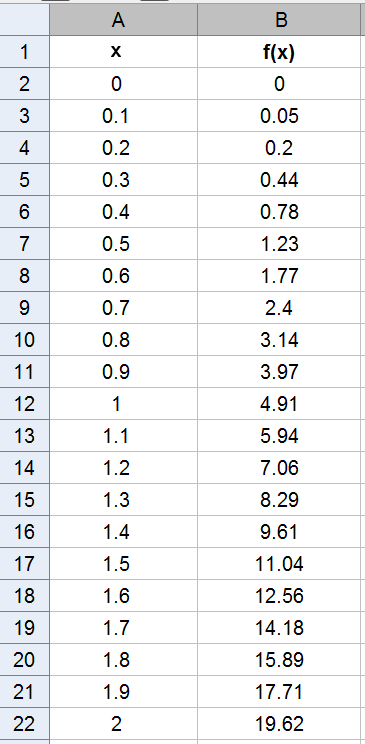 A B
1 x f(x)
2 0 0
3 0.1 0.05
4 0.2 0.2
5 0.3 0.44
6 0.4 0.78
7 0.5 1.23
8 0.6 1.77
9 0.7 2.4
10 0.8 3.14
11 0.9 3.97
12 1 4.91
13 1.1 5.94
14 1.2 7.06
15 1.3 8.29
16 1.4 9.61
17 1.5 11.04
18 1.6 12.56
19 1.7 14.18
20 1.8 15.89
21 1.9 17.71
22 2 19.62